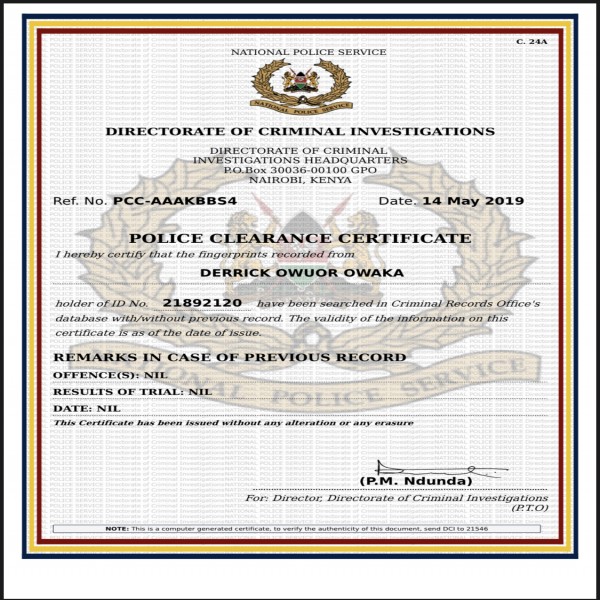 C. 24A
NATIONAL POLICE SERVICE
NATIONAL POLICE SERVICE
DIRECTORATE OF CRIMINAL INVESTIGATIONS
DIRECTORATE OF CRIMINAL
INVESTIGATIONS HEADQUARTERS
P.O.Box 30036-00100 GPO
NAIROBI, KENYA
Ref. No. PCC-AAAKBBS4 Date. 14 May 2019
POLICE CLEARANCE CERTIFICATE
I hereby certify that the fingerprints recorded from
DERRICK OWUOR OWAKA
holder of ID No. 21892120 have been searched in Criminal Records Office's
database with/without previous record. The validity of the information on this
certificate is as of the date of issue.
REMARKS IN CASE OF PREVIOUS RECORD
OFFENCE(S): NIL
RESULTS OF TRIAL: NIL
NATIONAL POLICE SERVICE
DATE: NIL
This Certificate has been issued without any alteration or any erasure
(P.M. Ndunda)
For: Director, Directorate of Criminal Investigations
(P.T.O)
NOTE: This is a computer generated certificate, to verify the authenticity of this document, send DCI to 21546